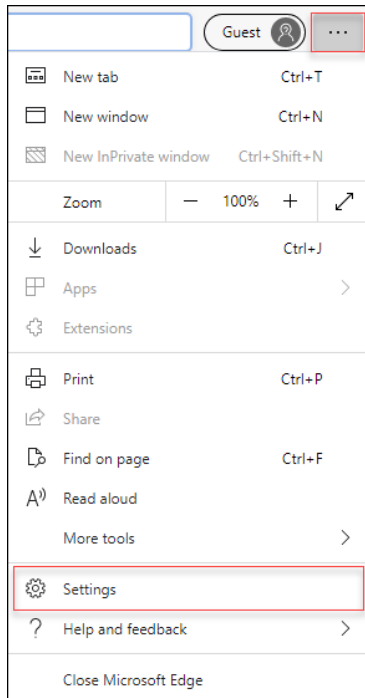 Guest ...
New tab Ctrl+T
New window Ctrl+N
New InPrivate window Ctrl+Shift+N
Zoom — 100% +
Downloads Ctrl+J
Apps
Extensions
Print Ctrl+P
Share
Find on page Ctrl+F
Read aloud
More tools
Settings
Help and feedback
Close Microsoft Edge